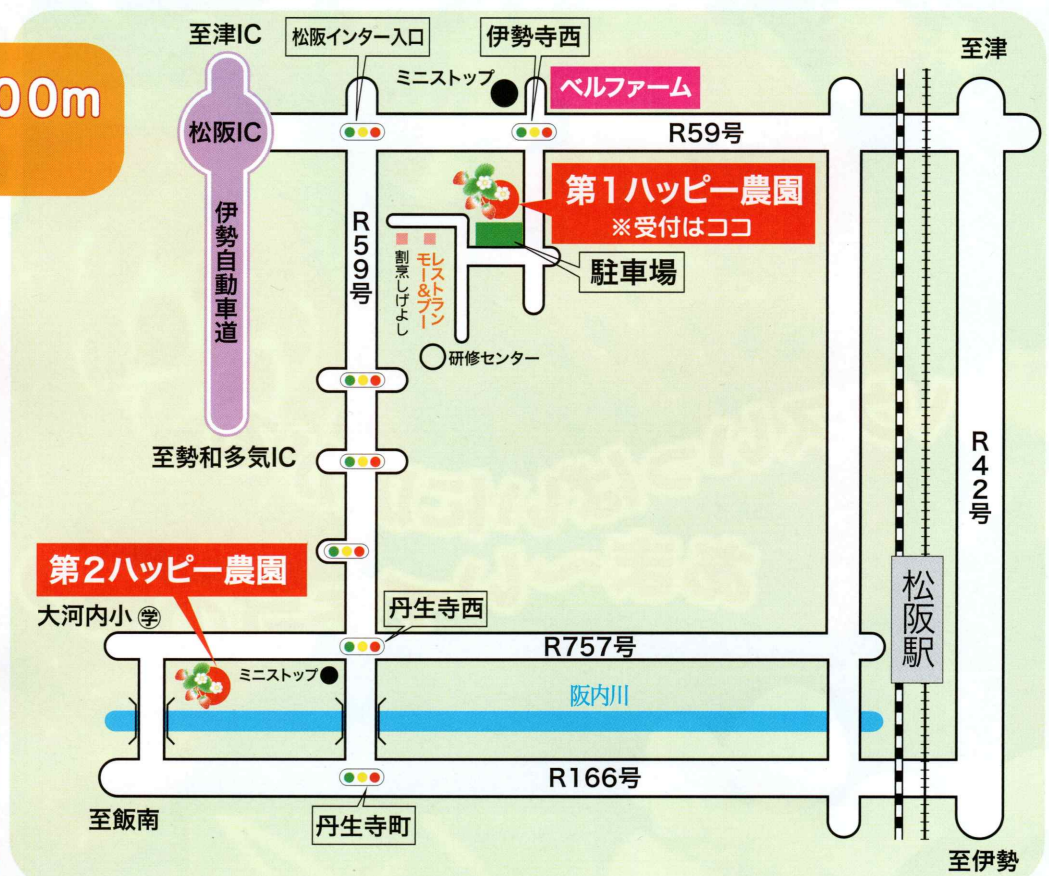 00m
至津IC
松阪インター入口
伊勢寺西
至津
ミニストップ
ベルファーム
松阪IC
R59号
第1ハッピー農園
※受付はココ
伊勢自動車道
R59号
割烹しげよし
レストラン
モー&ブー
駐車場
研修センター
至勢和多気IC
R42号
第2ハッピー農園
松阪駅
大河内小 ㊫
丹生寺西
R757号
ミニストップ
阪内川
R166号
至飯南
丹生寺町
至伊勢